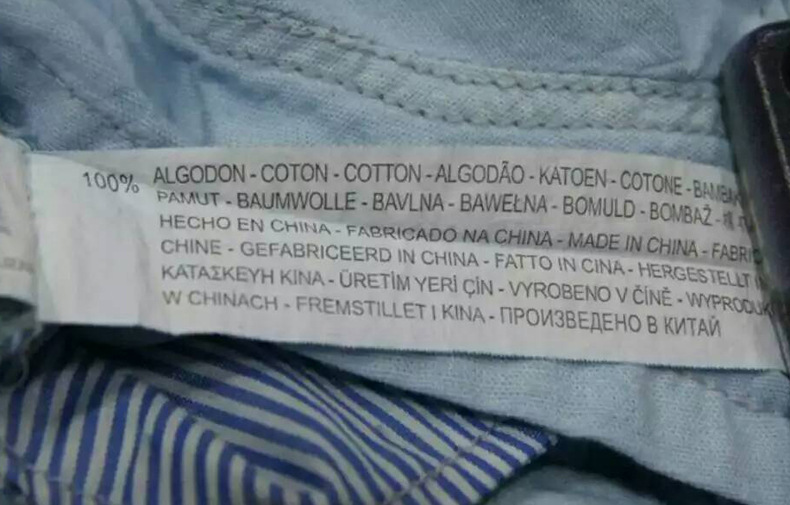 100% ALGODON - COTON - COTTON - ALGODÃO - KATOEN - COTONE -
PAMUT - BAUMWOLLE - BAVLNA - BAWEŁNA - BOMULD - BOMBAŽ -
HECHO EN CHINA - FABRICADO NA CHINA - MADE IN CHINA -
CHINE - GEFABRICEERD IN CHINA - FATTO IN CINA - HERGESTELLT
ΚΑΤΑΣΚΕΥΗ ΚΙΝΑ - ÜRETİM YERİ ÇİN - VYROBENO V ČÍNĚ - WYPRODUK
W CHINACH - FREMSTILLET I KINA - ПРОИЗВЕДЕНО В КИТАЙ